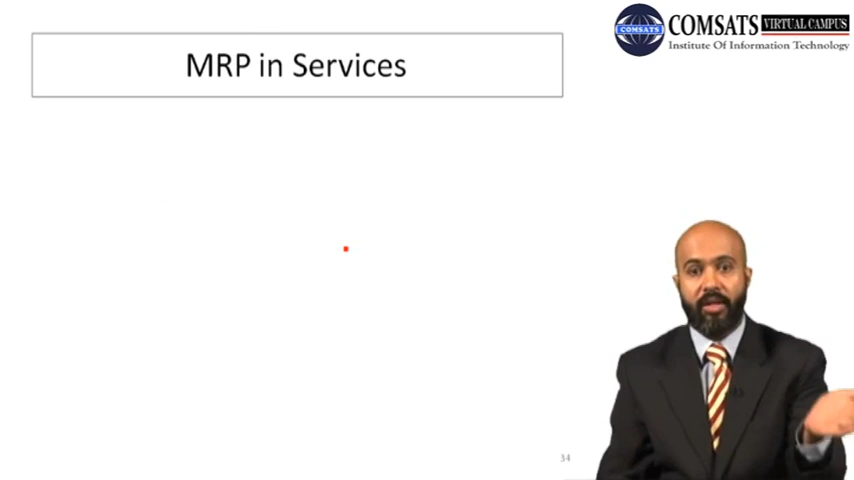 COMSATS VIRTUAL CAMPUS
Institute Of Information Technology
COMSATS
MRP in Services
34